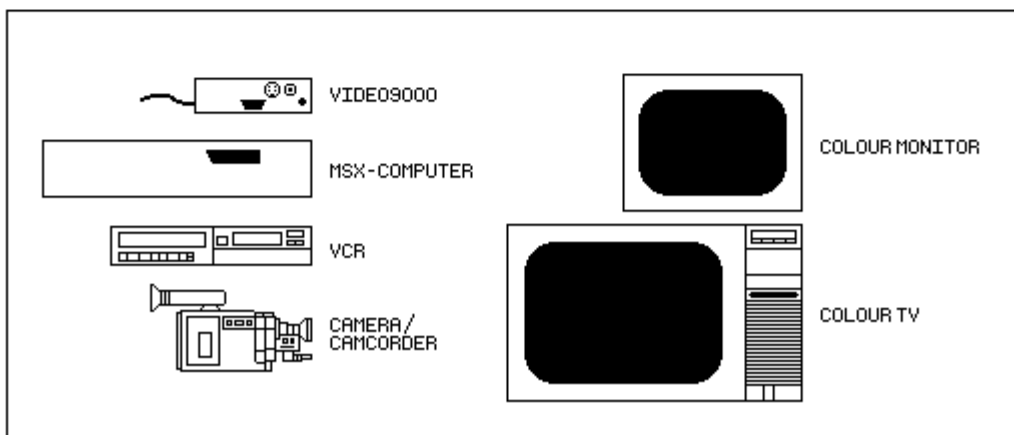 VIDEO9000
MSX-COMPUTER
VCR
CAMERA/
CAMCORDER
COLOUR MONITOR
COLOUR TV